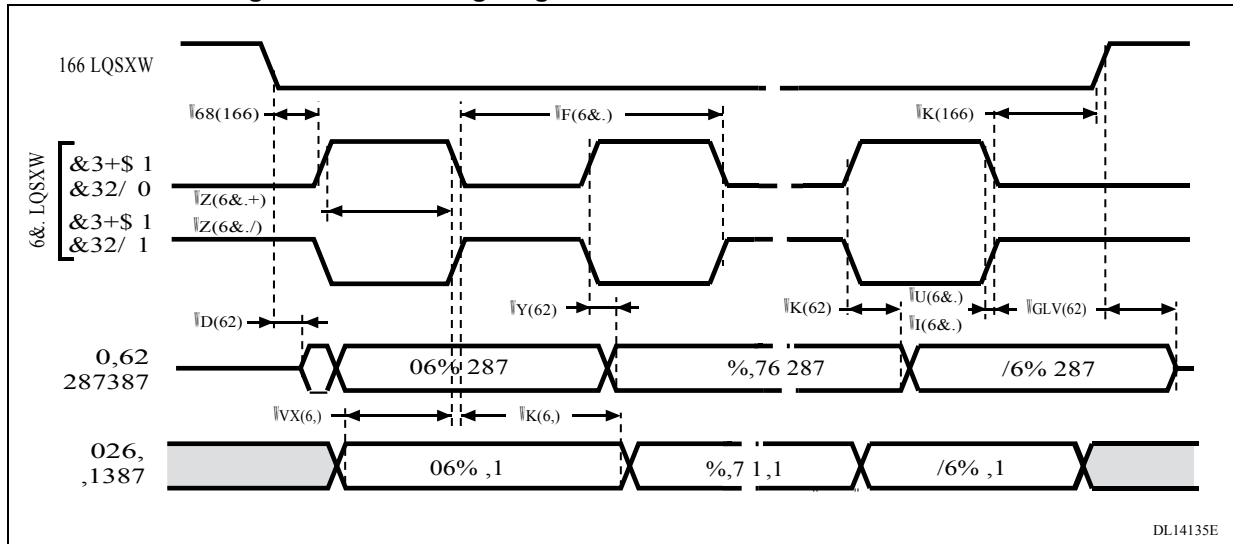 166 LQSXW
╲68(166)
╲F(6&.)
╲K(166)
6&. LQSXW
&3+$ 1
&32/ 0
╲Z(6&.+)
&3+$ 1
╲Z(6&./)
&32/ 1
╲D(62)
╲Y(62)
╲K(62)
╲U(6&.)
╲I(6&.)
╲GLV(62)
0,62
287387
06% 287
%,76 287
/6% 287
╲VX(6,)
╲K(6,)
026,
,1387
06% ,1
%,7 1 ,1
/6% ,1
DL14135E